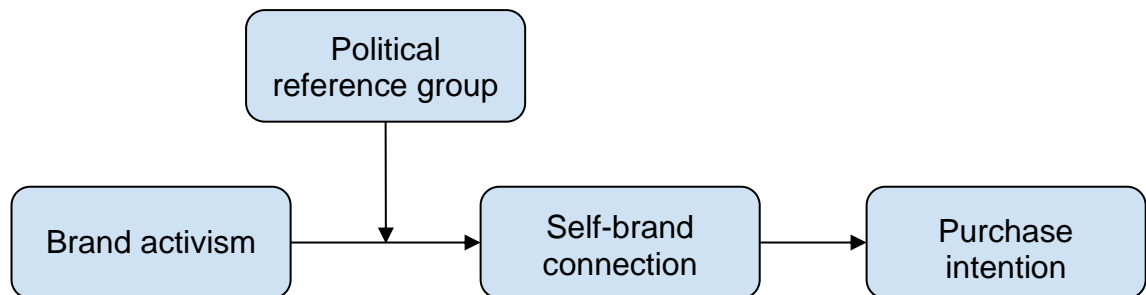 Political
reference group
Brand activism
Self-brand
connection
Purchase
intention